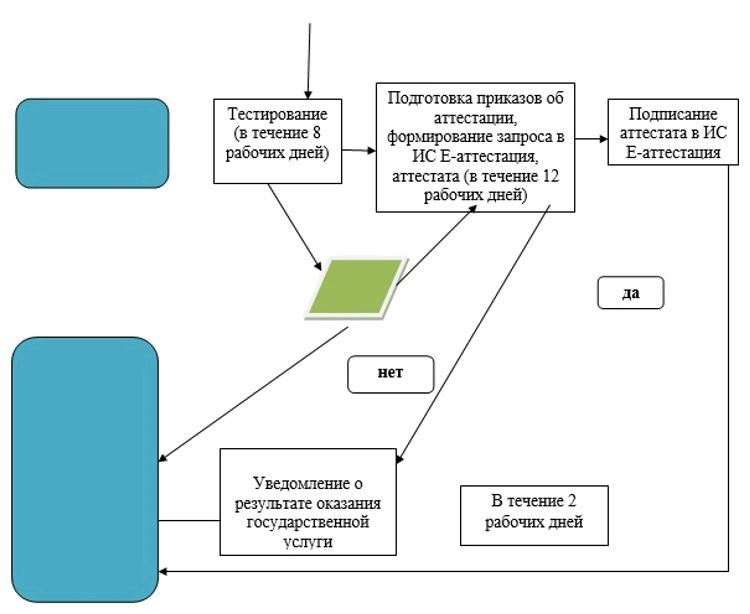 Тестирование
(в течение 8
рабочих дней)
Подготовка приказов об
аттестации,
формирование запроса в
ИС Е-аттестация,
аттестата (в течение 12
рабочих дней)
Подписание
аттестата в ИС
Е-аттестация
да
нет
Уведомление о
результате оказания
государственной
услуги
В течение 2
рабочих дней